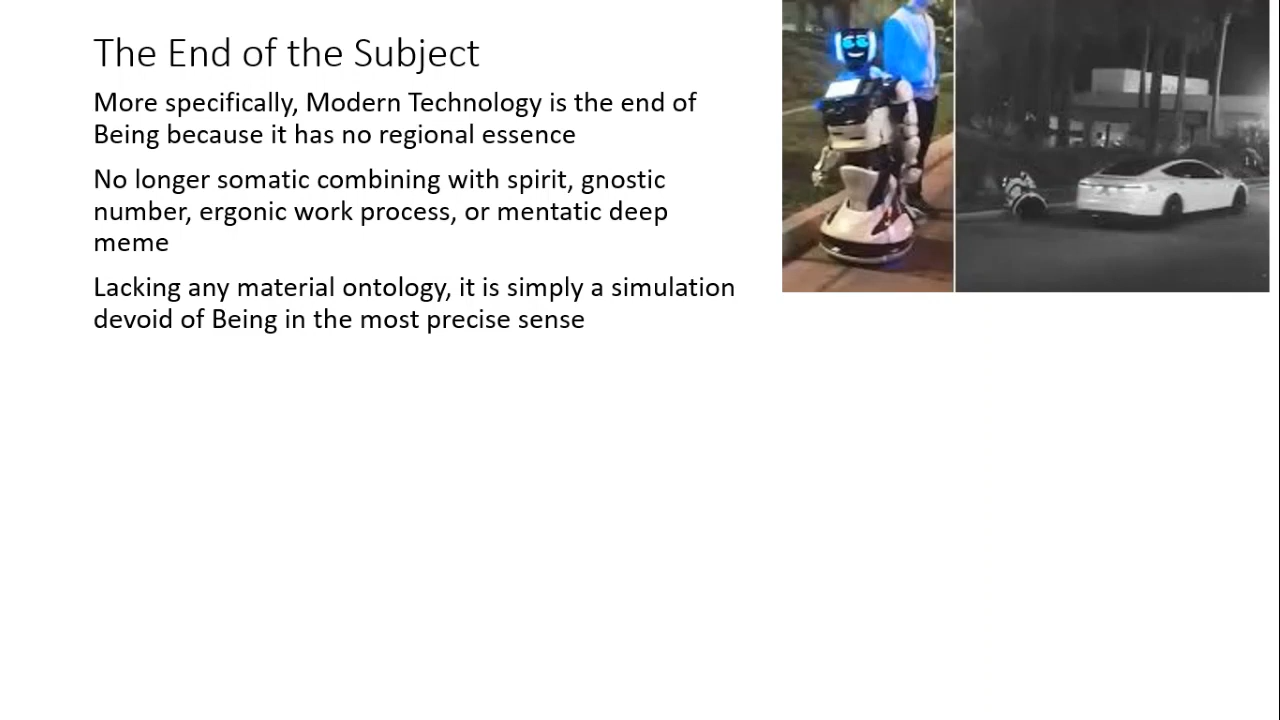 The End of the Subject
More specifically, Modern Technology is the end of
Being because it has no regional essence
No longer somatic combining with spirit, gnostic
number, ergonic work process, or mentatic deep
meme
Lacking any material ontology, it is simply a simulation
devoid of Being in the most precise sense